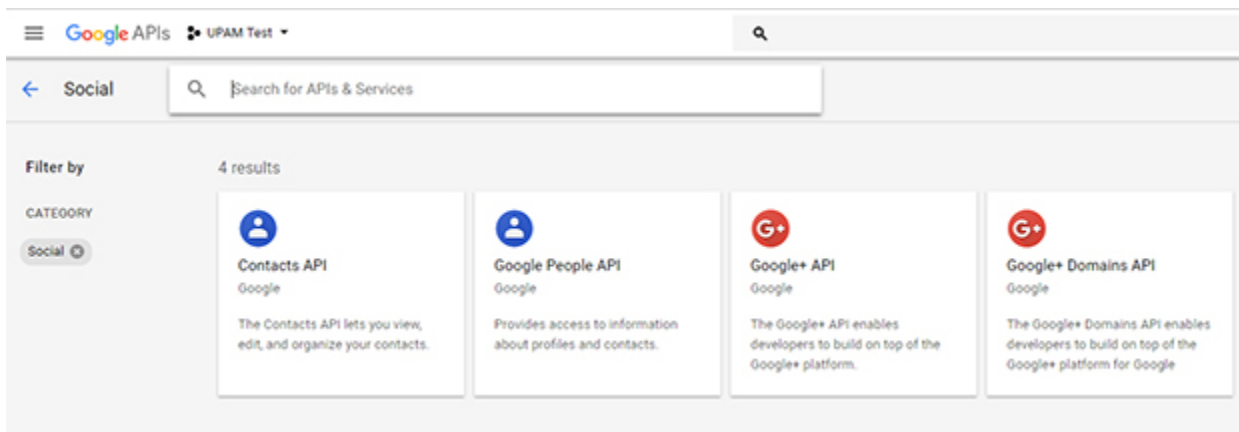 Google APIs UPAM Test
Social Search for APIs & Services
Filter by
4 results
CATEGORY
Social
Contacts API
Google
The Contacts API lets you view,
edit, and organize your contacts.
Google People API
Google
Provides access to information
about profiles and contacts.
G+
Google+ API
Google
The Google+ API enables
developers to build on top of the
Google+ platform.
G+
Google+ Domains API
Google
The Google+ Domains API enables
developers to build on top of the
Google+ platform for Google